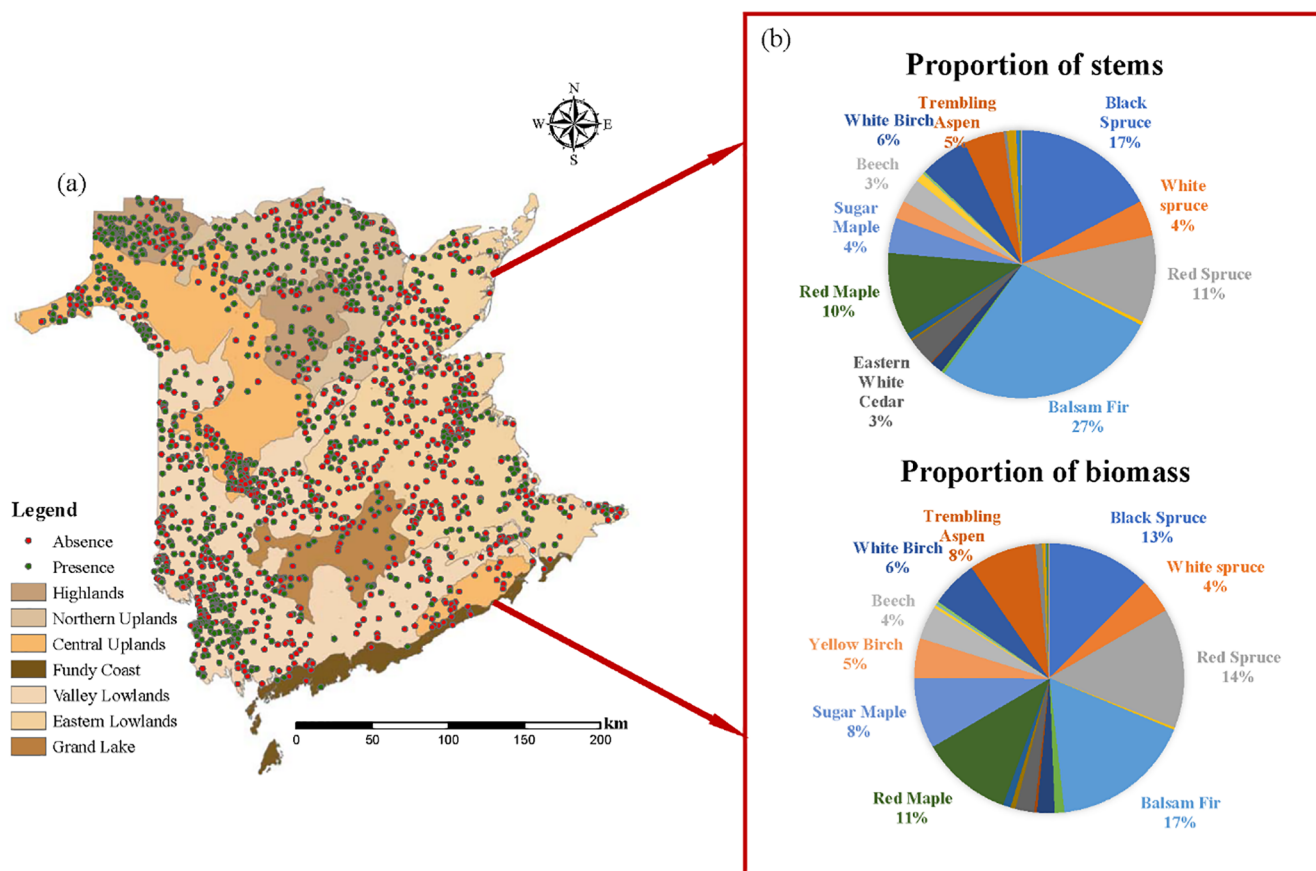 (a)
N
W
E
S
Legend
Absence
Presence
Highlands
Northern Uplands
Central Uplands
Fundy Coast
Valley Lowlands
Eastern Lowlands
Grand Lake
km
0 50 100 150 200
(b)
Proportion of stems
Trembling
Aspen
5%
Black
Spruce
17%
White Birch
6%
Beech
3%
White
spruce
4%
Sugar
Maple
4%
Red Spruce
11%
Red Maple
10%
Eastern
White
Cedar
3%
Balsam Fir
27%
Proportion of biomass
Trembling
Aspen
8%
Black Spruce
13%
White Birch
6%
White spruce
4%
Beech
4%
Yellow Birch
5%
Red Spruce
14%
Sugar Maple
8%
Red Maple
11%
Balsam Fir
17%